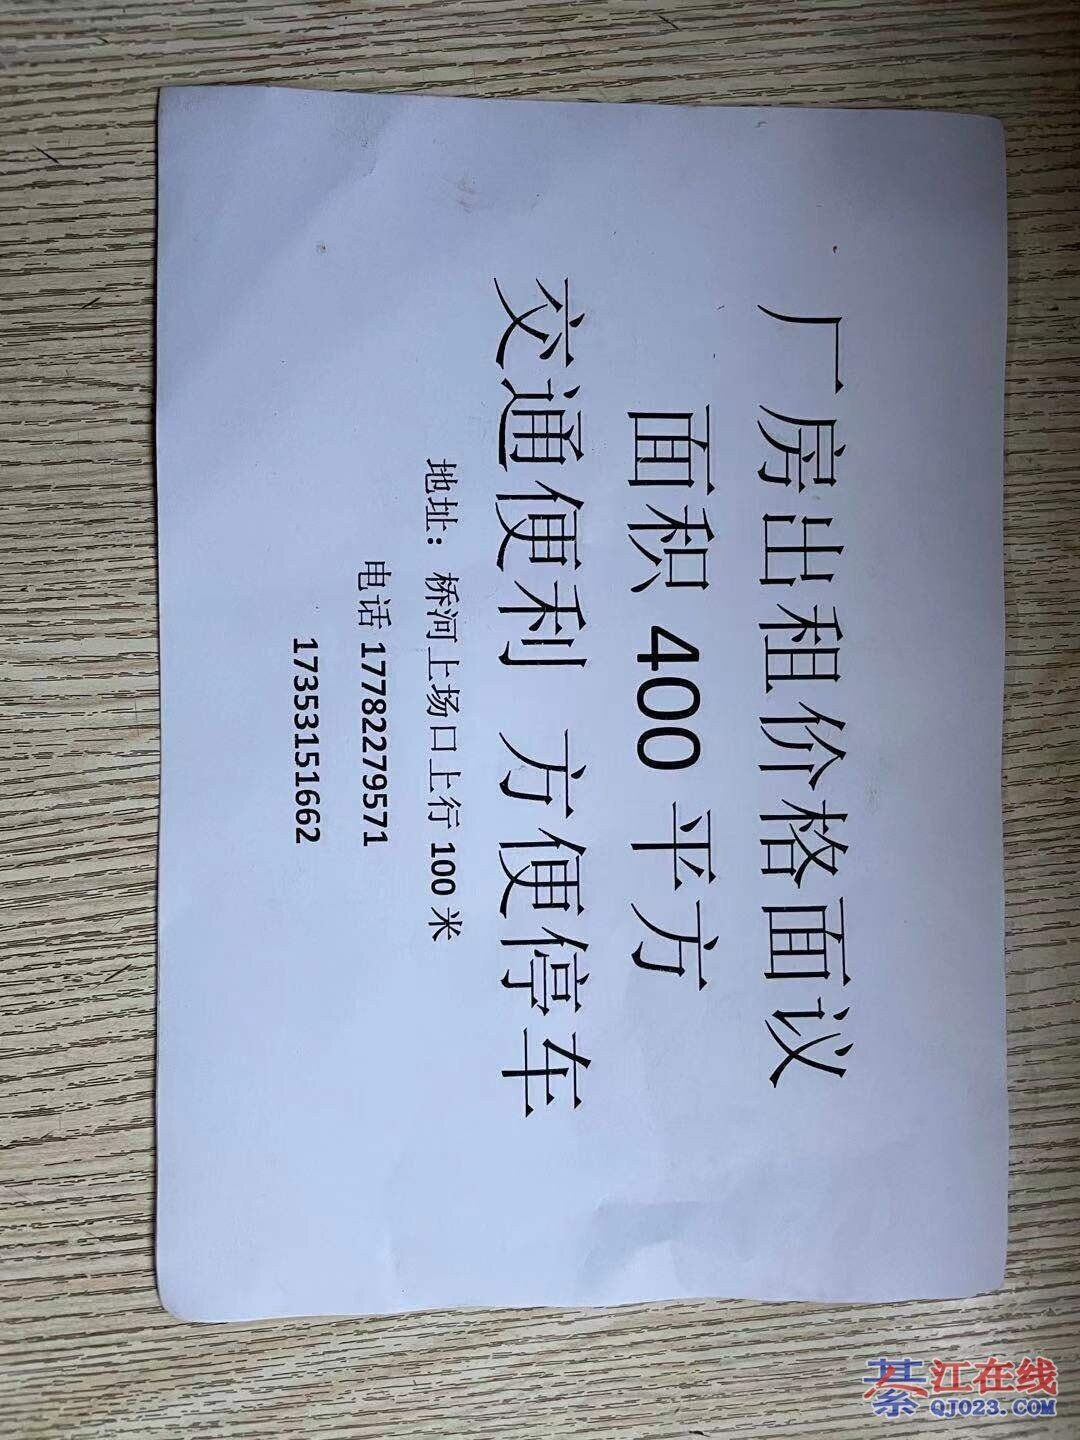 厂房出租价格面议
面积 400 平方
交通便利 方便停车
地址：桥河上场口上行 100 米
电话 17782279571
17353151662
綦江在线
QJ023.COM